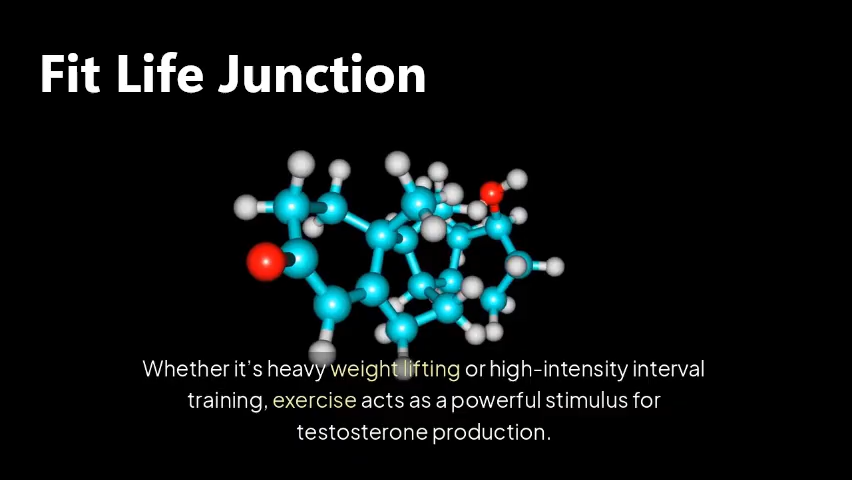 Fit Life Junction
Whether it’s heavy weight lifting or high-intensity interval
training, exercise acts as a powerful stimulus for
testosterone production.